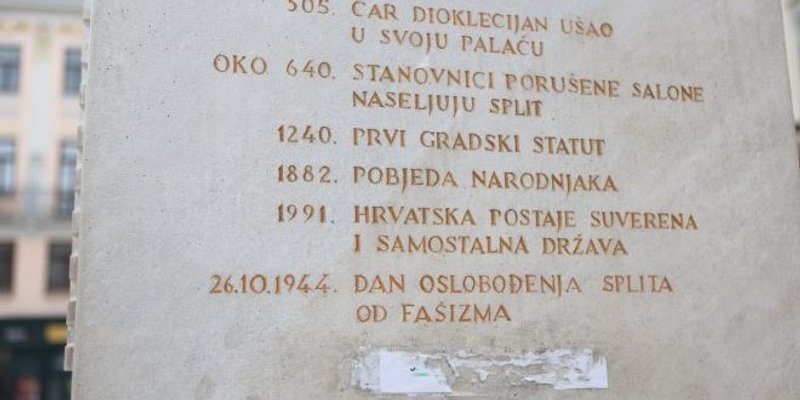 305. CAR DIOKLECIJAN UŠAO
U SVOJU PALAČU
OKO 640. STANOVNICI PORUŠENE SALONE
NASELJUJU SPLIT
1240. PRVI GRADSKI STATUT
1882. POBJEDA NARODNJAKA
1991. HRVATSKA POSTAJE SUVERENA
I SAMOSTALNA DRŽAVA
26.10.1944. DAN OSLOBOĐENJA SPLITA
OD FAŠIZMA